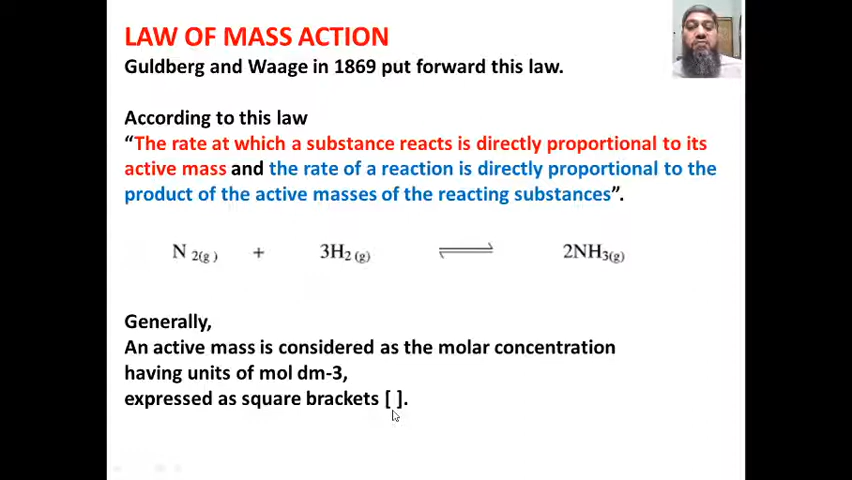 LAW OF MASS ACTION
Guldberg and Waage in 1869 put forward this law.
According to this law
“The rate at which a substance reacts is directly proportional to its
active mass and the rate of a reaction is directly proportional to the
product of the active masses of the reacting substances”.
N 2(g) + 3H2 (g) ⇌ 2NH3(g)
Generally,
An active mass is considered as the molar concentration
having units of mol dm-3,
expressed as square brackets [ ].